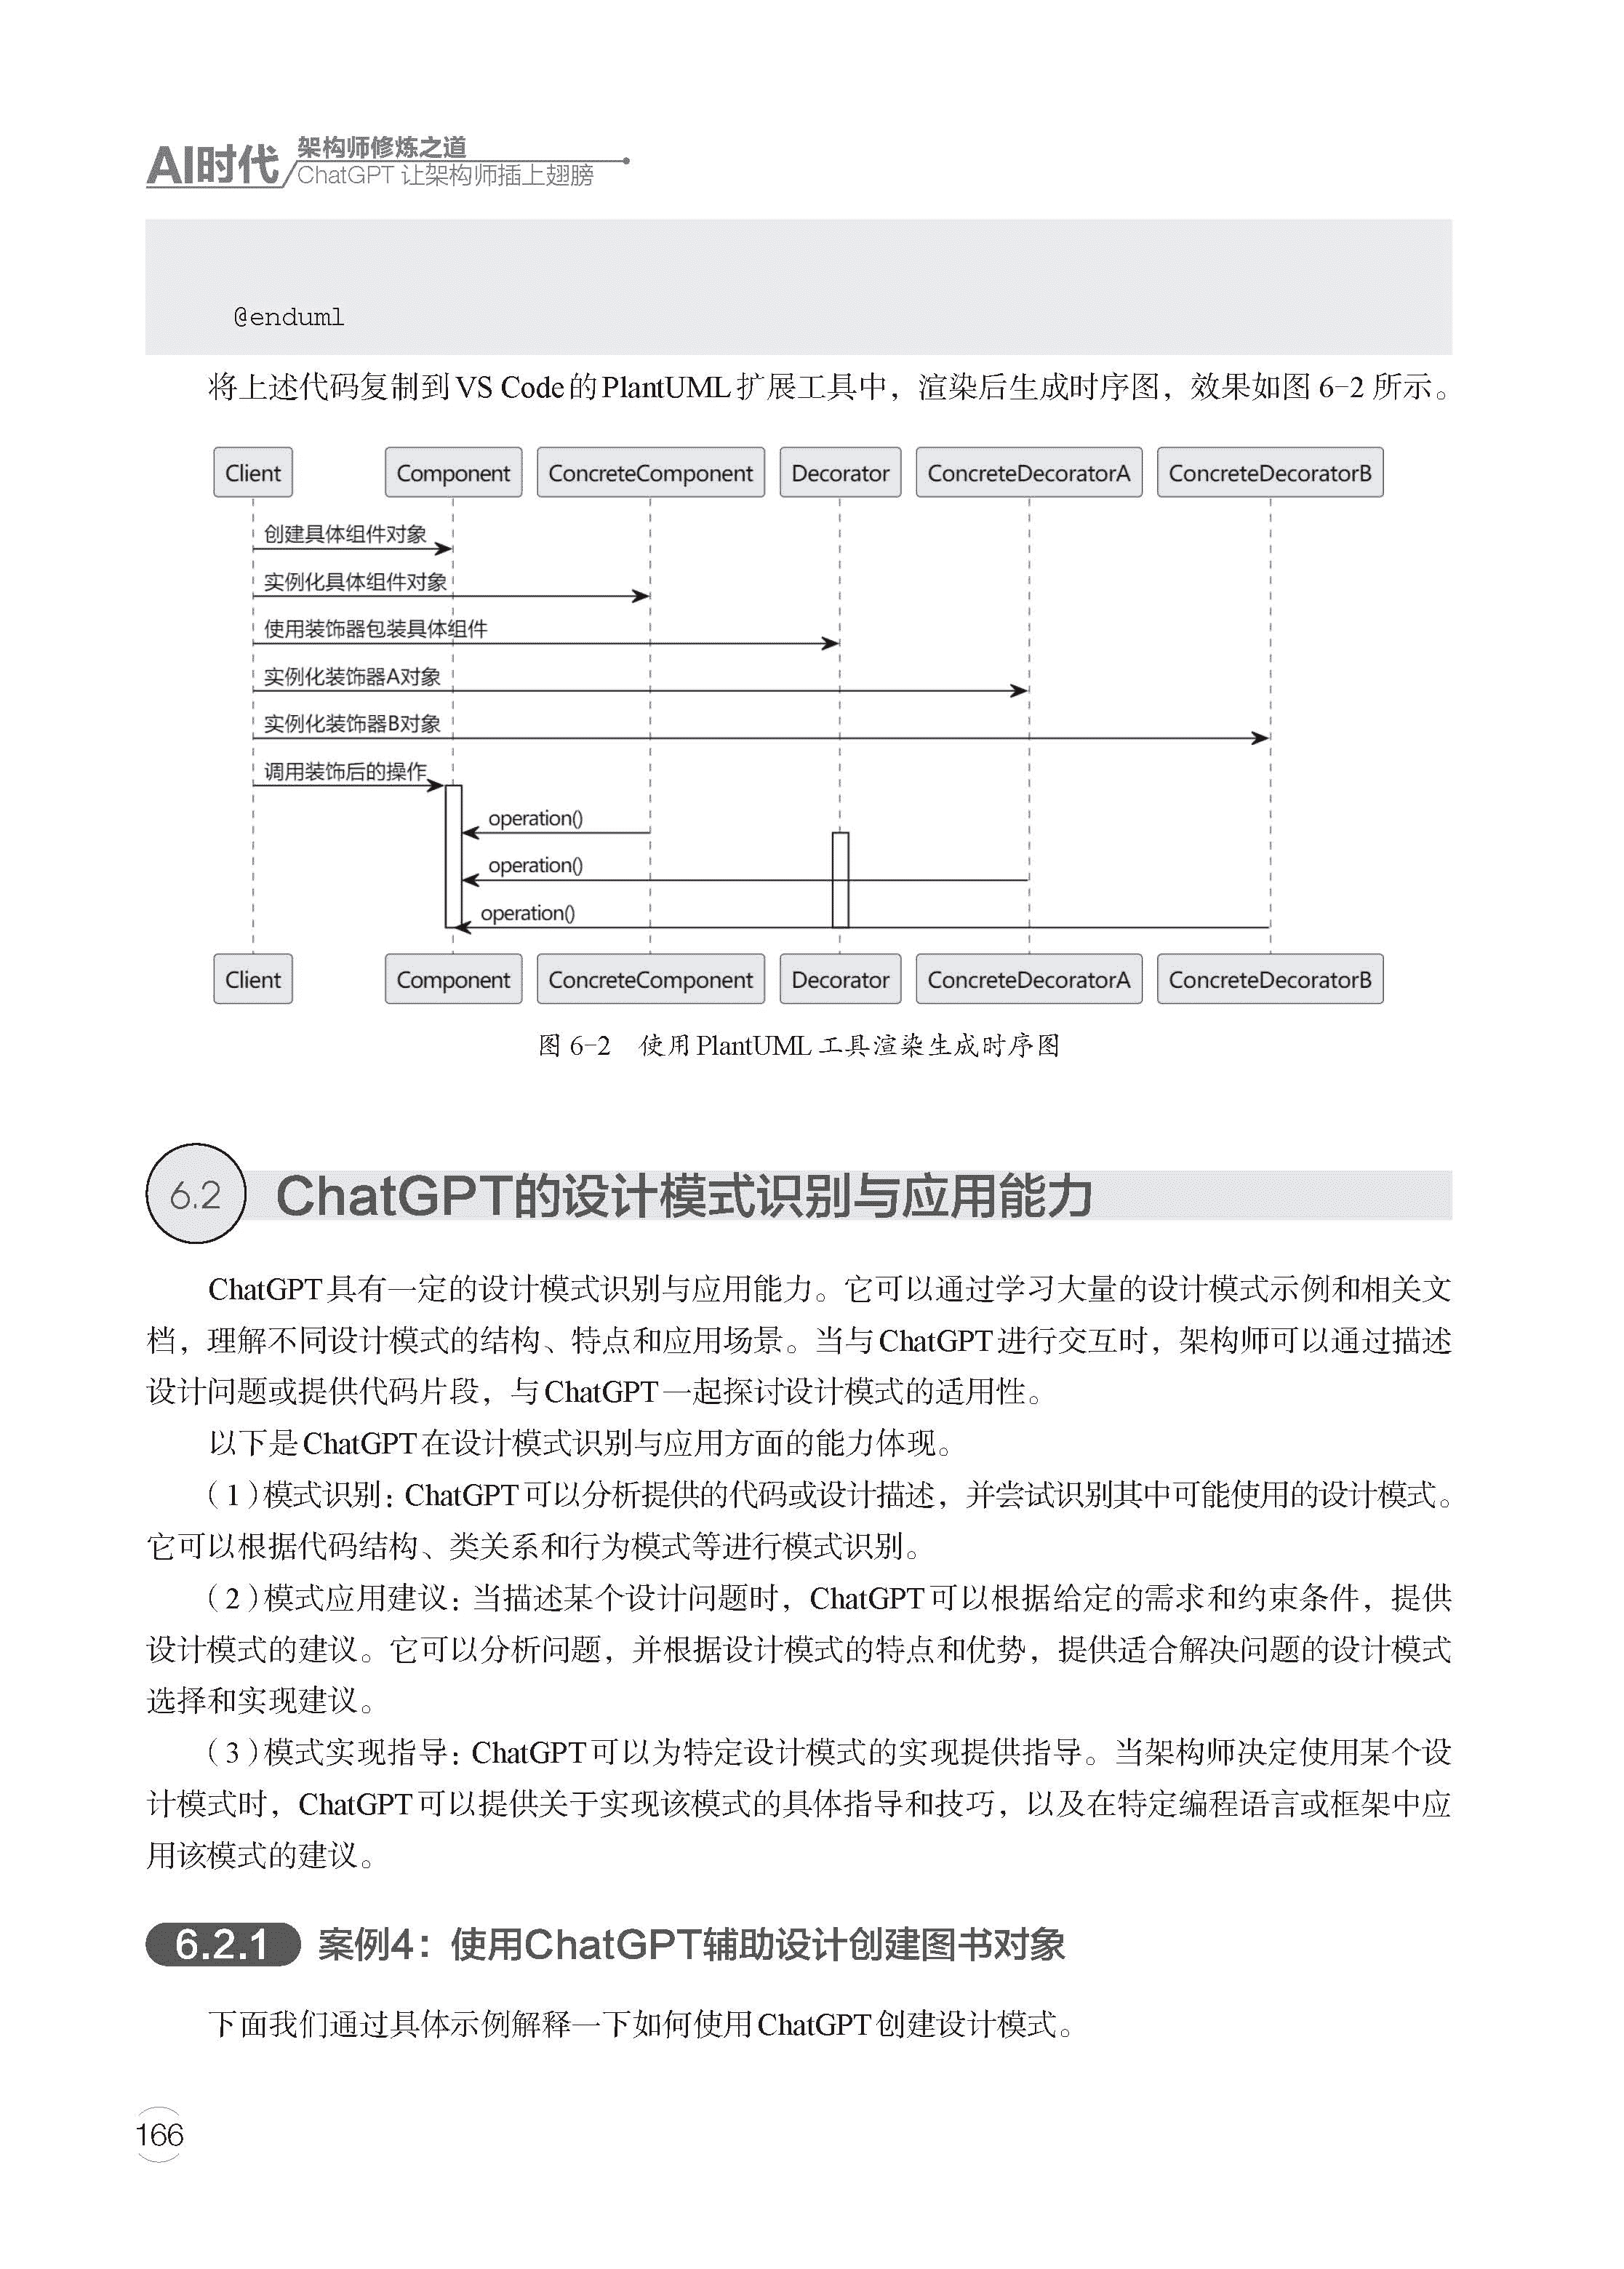 AI时代
架构师修炼之道
ChatGPT 让架构师插上翅膀
@enduml
将上述代码复制到VS Code的PlantUML扩展工具中，渲染后生成时序图，效果如图 6-2 所示。
Client Component ConcreteComponent Decorator ConcreteDecoratorA ConcreteDecoratorB
创建具体组件对象
实例化具体组件对象
使用装饰器包装具体组件
实例化装饰器A对象
实例化装饰器B对象
调用装饰后的操作
operation()
operation()
operation()
Client Component ConcreteComponent Decorator ConcreteDecoratorA ConcreteDecoratorB
图 6-2 使用PlantUML工具渲染生成时序图
6.2 ChatGPT的设计模式识别与应用能力
ChatGPT具有一定的设计模式识别与应用能力。它可以通过学习大量的设计模式示例和相关文
档，理解不同设计模式的结构、特点和应用场景。当与ChatGPT进行交互时，架构师可以通过描述
设计问题或提供代码片段，与ChatGPT一起探讨设计模式的适用性。
以下是ChatGPT在设计模式识别与应用方面的能力体现。
（1）模式识别：ChatGPT可以分析提供的代码或设计描述，并尝试识别其中可能使用的设计模式。
它可以根据代码结构、类关系和行为模式等进行模式识别。
（2）模式应用建议：当描述某个设计问题时，ChatGPT可以根据给定的需求和约束条件，提供
设计模式的建议。它可以分析问题，并根据设计模式的特点和优势，提供适合解决问题的设计模式
选择和实现建议。
（3）模式实现指导：ChatGPT可以为特定设计模式的实现提供指导。当架构师决定使用某个设
计模式时，ChatGPT可以提供关于实现该模式的具体指导和技巧，以及在特定编程语言或框架中应
用该模式的建议。
6.2.1 案例4：使用ChatGPT辅助设计创建图书对象
下面我们通过具体示例解释一下如何使用ChatGPT创建设计模式。
166